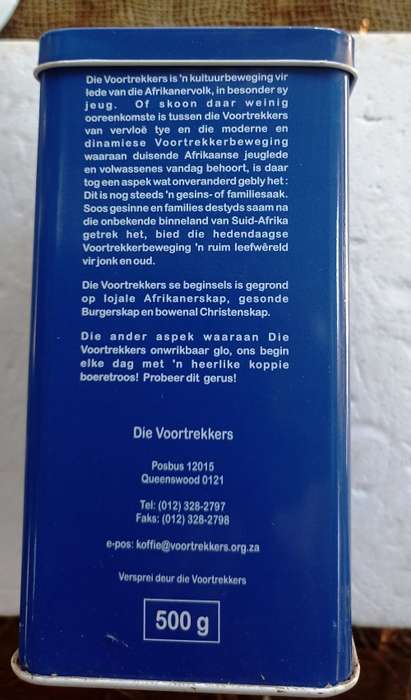 Die Voortrekkers is 'n kultuurbeweging vir
lede van die Afrikanervolk, in besonder sy
jeug. Of skoon daar weinig
ooreenkomste is tussen die Voortrekkers
van vervloë tye en die moderne en
dinamiese Voortrekkerbeweging
waaraan duisende Afrikaanse jeuglede
en volwassenes vandag behoort, is daar
tog een aspek wat onveranderd gebly het :
Dit is nog steeds 'n gesins- of familiesaak.
Soos gesinne en families destyds saam na
die onbekende binneland van Suid-Afrika
getrek het, bied die hedendaagse
Voortrekkerbeweging 'n ruim leefwêreld
vir jonk en oud.
Die Voortrekkers se beginsels is gegrond
op lojale Afrikanerskap, gesonde
Burgerskap en bowenal Christenskap.
Die ander aspek waaraan Die
Voortrekkers onwrikbaar glo, ons begin
elke dag met 'n heerlike koppie
boeretroos! Probeer dit gerus!
Die Voortrekkers
Posbus 12015
Queenswood 0121
Tel: (012) 328-2797
Faks: (012) 328-2798
e-pos: koffie@voortrekkers.org.za
Versprei deur die Voortrekkers
500 g